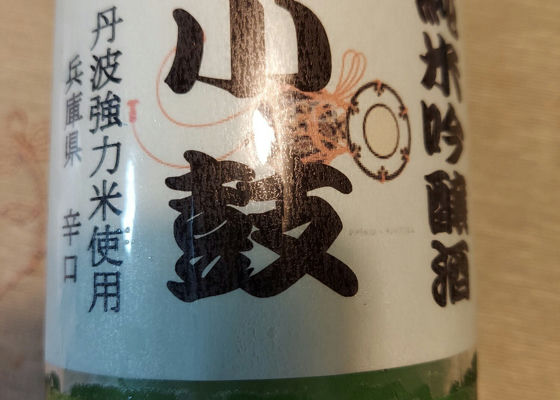 純米吟醸酒
小鼓
丹波強力米使用
兵庫県 辛口